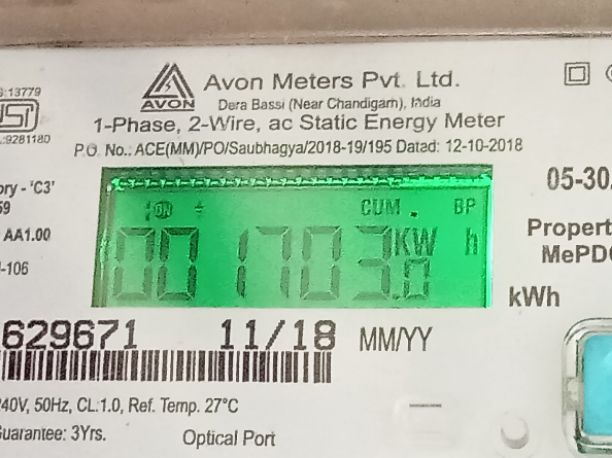 Avon Meters Pvt. Ltd.
AVON
Dera Bassi (Near Chandigarh), India
1-Phase, 2-Wire, ac Static Energy Meter
P.O. No.: ACE(MM)/PO/Saubhagya/2018-19/195 Datad: 12-10-2018
:13779
ISI
:9281180
ory - 'C3'
59
AA1.00
-106
05-30
Propert
MePDC
ON CUM BP
001703.0 KW h
kWh
629671 11/18 MM/YY
240V, 50Hz, CL:1.0, Ref. Temp. 27°C
Guarantee: 3Yrs. Optical Port